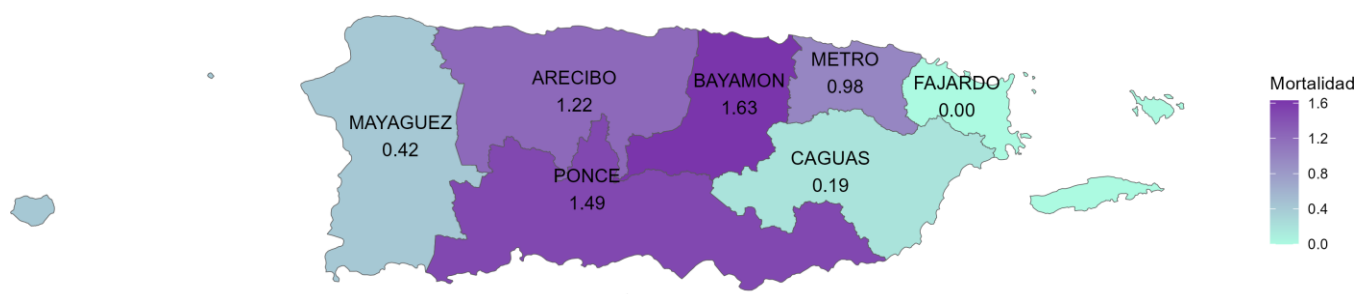 MAYAGUEZ
0.42
ARECIBO
1.22
PONCE
1.49
BAYAMON
1.63
METRO
0.98
CAGUAS
0.19
FAJARDO
0.00
Mortalidad
1.6
1.2
0.8
0.4
0.0